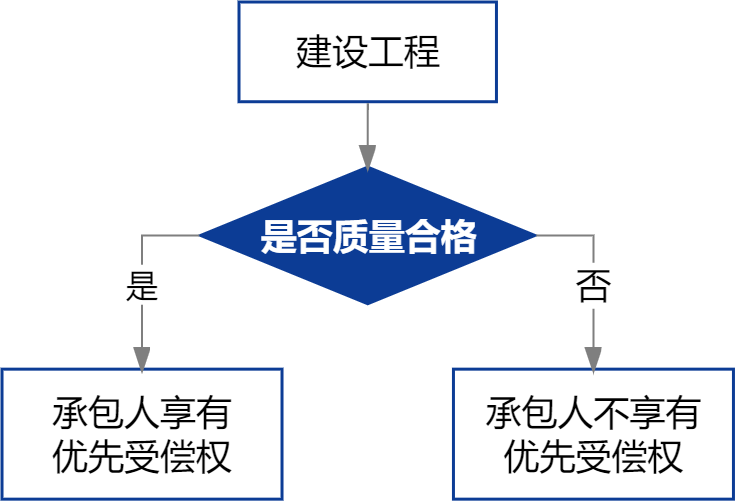 建设工程
是否质量合格
是
否
承包人享有
优先受偿权
承包人不享有
优先受偿权